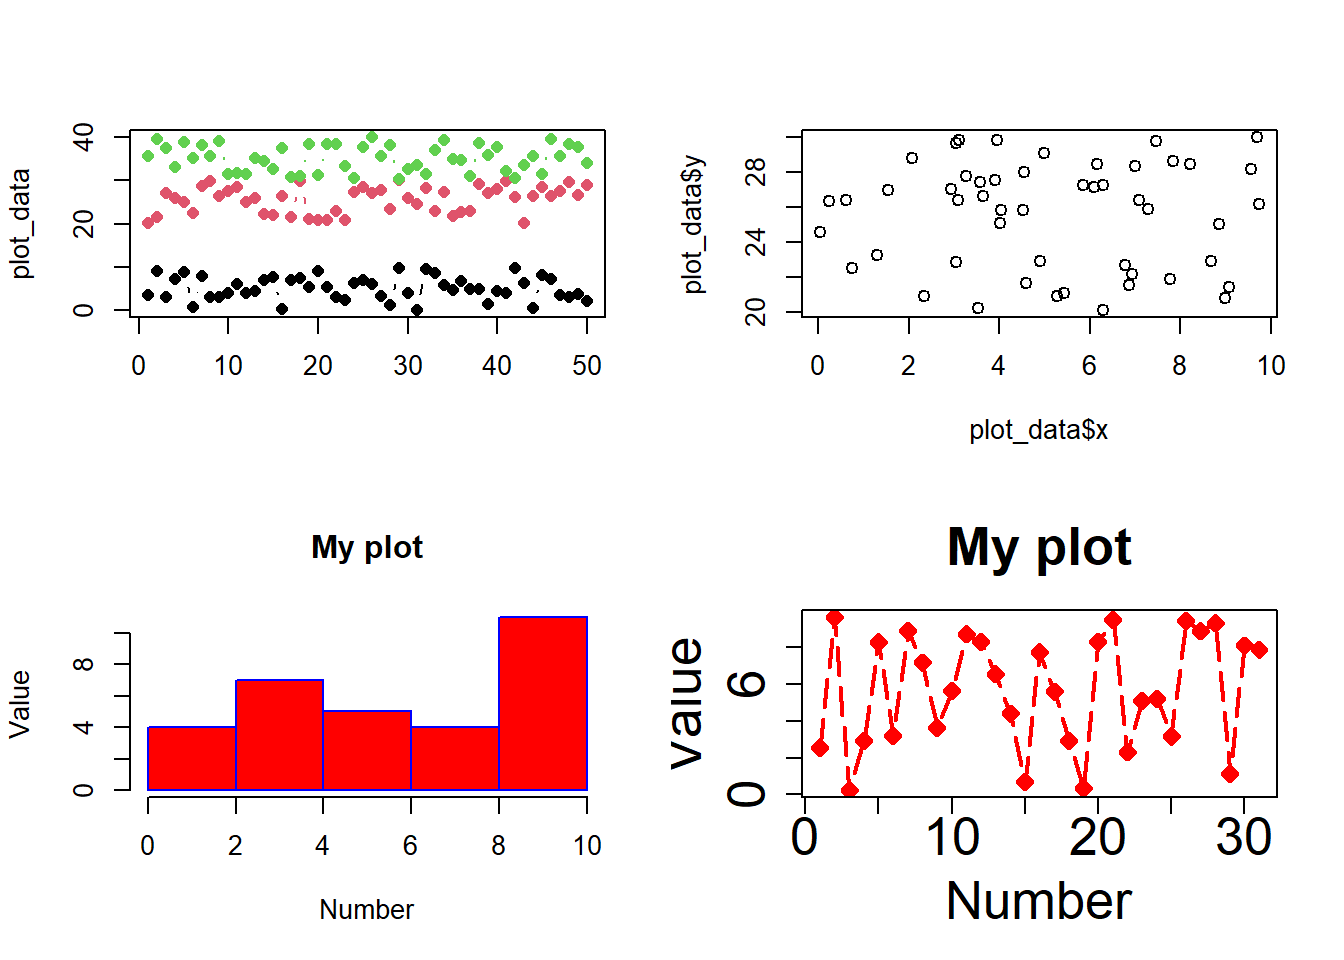 plot_data
40
20
0
0 10 20 30 40 50
plot_data$y
28
24
20
0 2 4 6 8 10
plot_data$x
My plot
Value
8
4
0
0 2 4 6 8 10
Number
My plot
value
6
0
0 10 20 30
Number